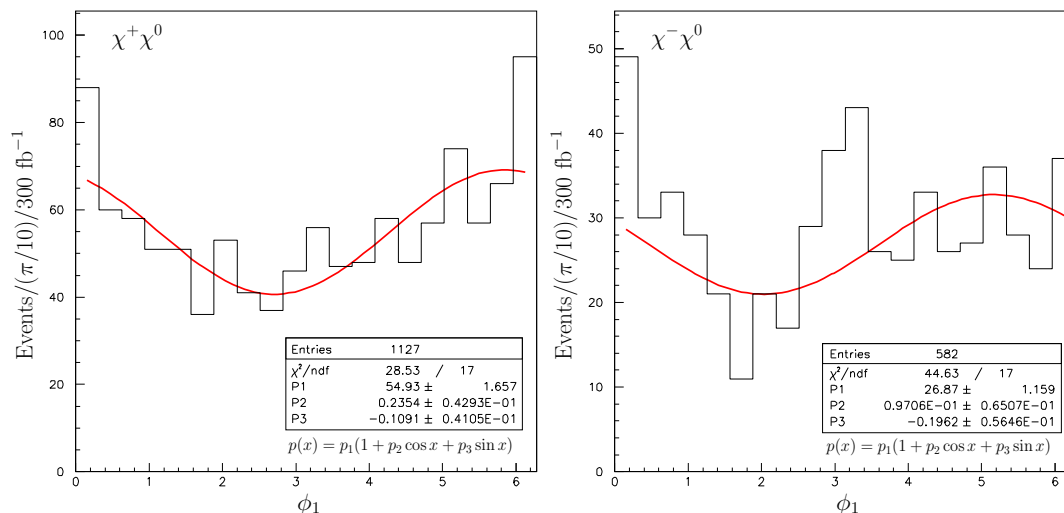 χ⁺χ⁰
Events/(π/10)/300 fb⁻¹
100
80
60
40
20
0
Entries 1127
χ²/ndf 28.53 / 17
P1 54.93 ± 1.657
P2 0.2354 ± 0.4293E-01
P3 -0.1091 ± 0.4105E-01
p(x) = p₁(1 + p₂ cos x + p₃ sin x)
0 1 2 3 4 5 6
ϕ₁
χ⁻χ⁰
Events/(π/10)/300 fb⁻¹
50
40
30
20
10
0
Entries 582
χ²/ndf 44.63 / 17
P1 26.87 ± 1.159
P2 0.9706E-01 ± 0.6507E-01
P3 -0.1962 ± 0.5646E-01
p(x) = p₁(1 + p₂ cos x + p₃ sin x)
0 1 2 3 4 5 6
ϕ₁